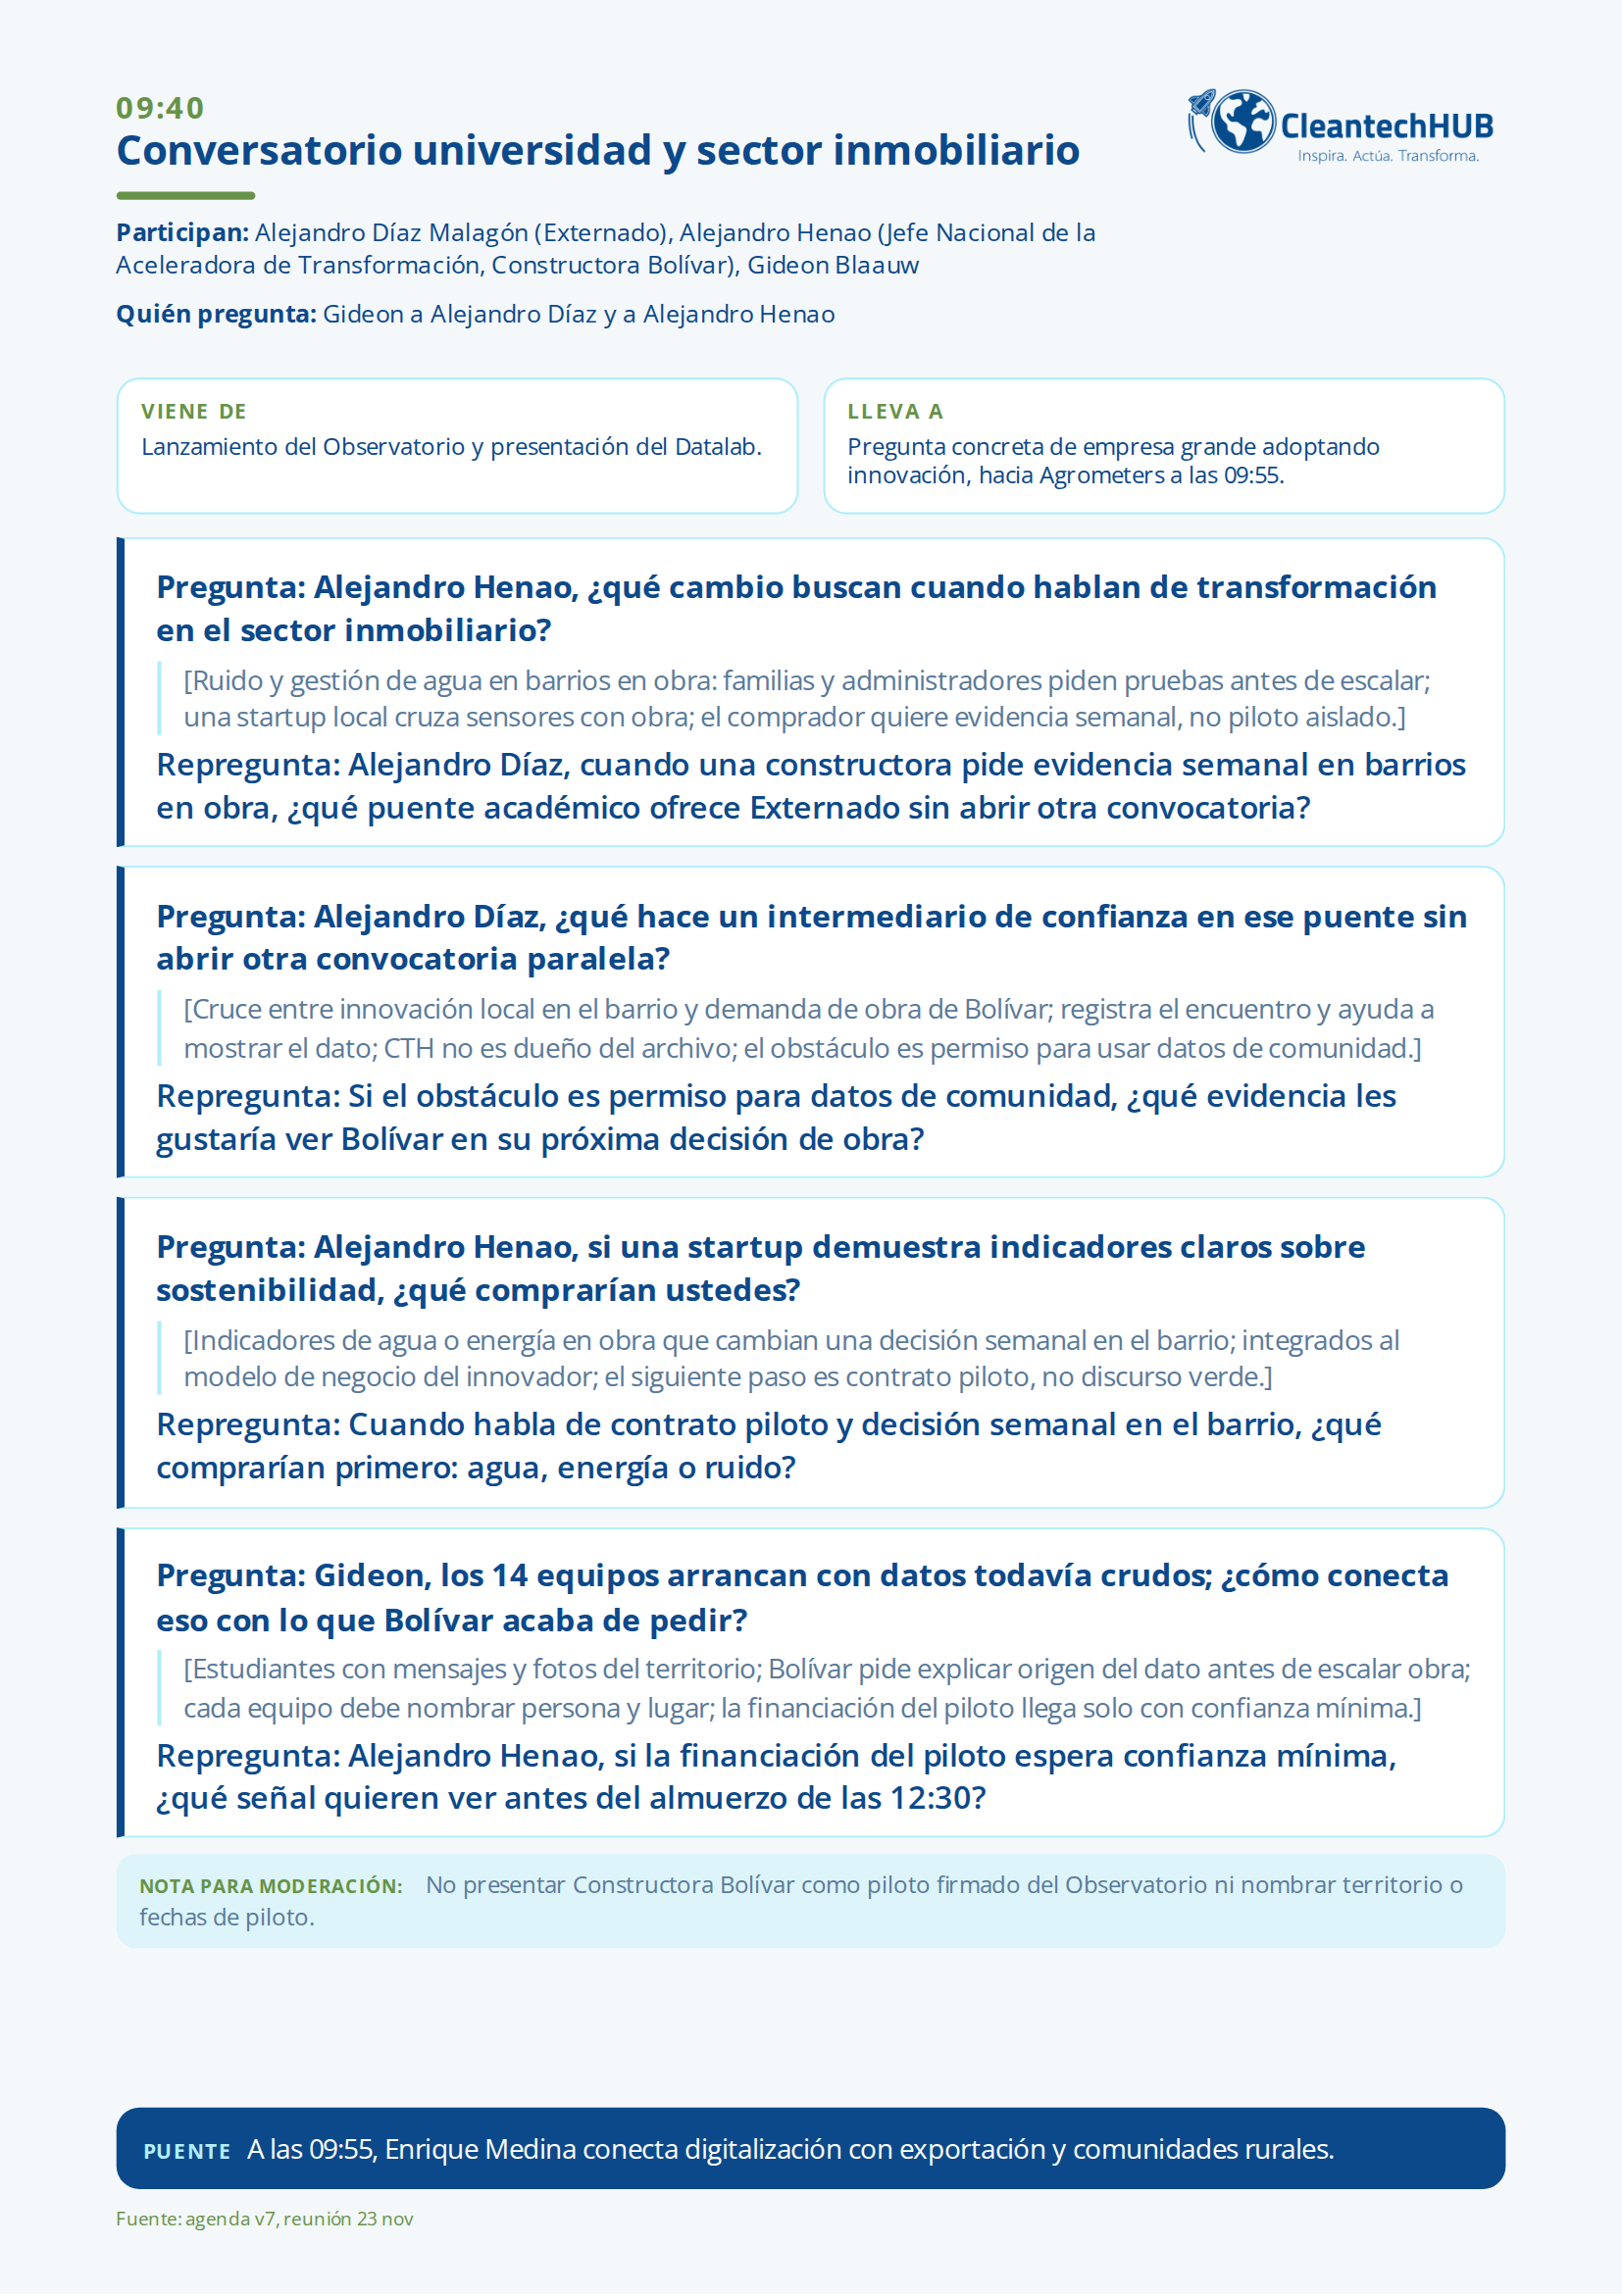 09:40
Conversatorio universidad y sector inmobiliario
CleantechHUB
Inspira. Actúa. Transforma.
Participan: Alejandro Díaz Malagón (Externado), Alejandro Henao (Jefe Nacional de la
Aceleradora de Transformación, Constructora Bolívar), Gideon Blaauw
Quién pregunta: Gideon a Alejandro Díaz y a Alejandro Henao
VIENE DE
Lanzamiento del Observatorio y presentación del Datalab.
LLEVA A
Pregunta concreta de empresa grande adoptando
innovación, hacia Agrometers a las 09:55.
Pregunta: Alejandro Henao, ¿qué cambio buscan cuando hablan de transformación
en el sector inmobiliario?
[Ruido y gestión de agua en barrios en obra: familias y administradores piden pruebas antes de escalar;
una startup local cruza sensores con obra; el comprador quiere evidencia semanal, no piloto aislado.]
Repregunta: Alejandro Díaz, cuando una constructora pide evidencia semanal en barrios
en obra, ¿qué puente académico ofrece Externado sin abrir otra convocatoria?
Pregunta: Alejandro Díaz, ¿qué hace un intermediario de confianza en ese puente sin
abrir otra convocatoria paralela?
[Cruce entre innovación local en el barrio y demanda de obra de Bolívar; registra el encuentro y ayuda a
mostrar el dato; CTH no es dueño del archivo; el obstáculo es permiso para usar datos de comunidad.]
Repregunta: Si el obstáculo es permiso para datos de comunidad, ¿qué evidencia les
gustaría ver Bolívar en su próxima decisión de obra?
Pregunta: Alejandro Henao, si una startup demuestra indicadores claros sobre
sostenibilidad, ¿qué comprarían ustedes?
[Indicadores de agua o energía en obra que cambian una decisión semanal en el barrio; integrados al
modelo de negocio del innovador; el siguiente paso es contrato piloto, no discurso verde.]
Repregunta: Cuando habla de contrato piloto y decisión semanal en el barrio, ¿qué
comprarían primero: agua, energía o ruido?
Pregunta: Gideon, los 14 equipos arrancan con datos todavía crudos; ¿cómo conecta
eso con lo que Bolívar acaba de pedir?
[Estudiantes con mensajes y fotos del territorio; Bolívar pide explicar origen del dato antes de escalar obra;
cada equipo debe nombrar persona y lugar; la financiación del piloto llega solo con confianza mínima.]
Repregunta: Alejandro Henao, si la financiación del piloto espera confianza mínima,
¿qué señal quieren ver antes del almuerzo de las 12:30?
NOTA PARA MODERACIÓN: No presentar Constructora Bolívar como piloto firmado del Observatorio ni nombrar territorio o
fechas de piloto.
PUENTE A las 09:55, Enrique Medina conecta digitalización con exportación y comunidades rurales.
Fuente: agenda v7, reunión 23 nov